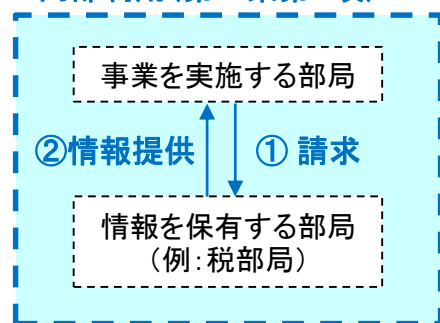 事業を実施する部局
②情報提供
① 請求
情報を保有する部局
(例:税部局)